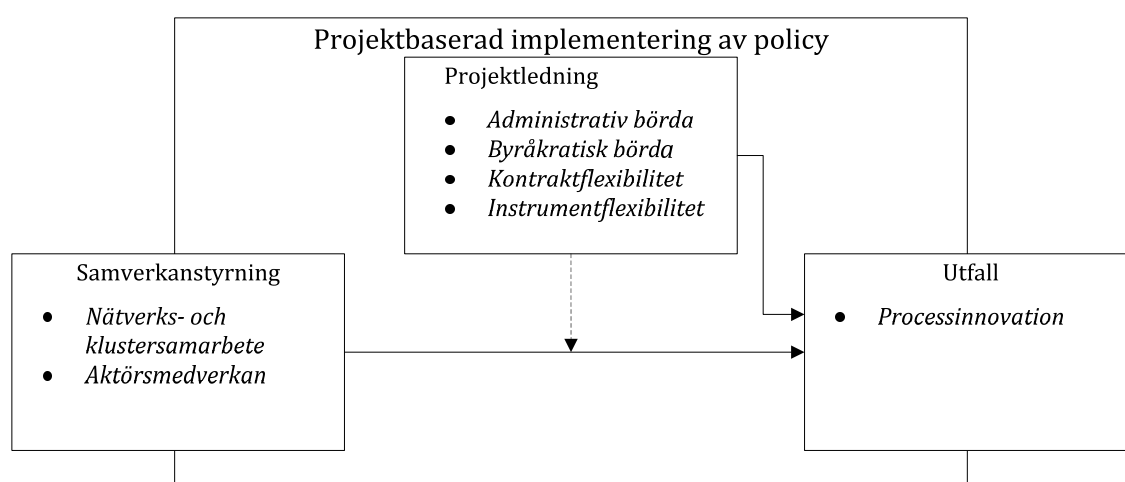 Projektbaserad implementering av policy
Projektledning
● Administrativ börda
● Byråkratisk börda
● Kontraktflexibilitet
● Instrumentflexibilitet
Samverkanstyrning
● Nätverks- och
klustersamarbete
● Aktörsmedverkan
Utfall
● Processinnovation